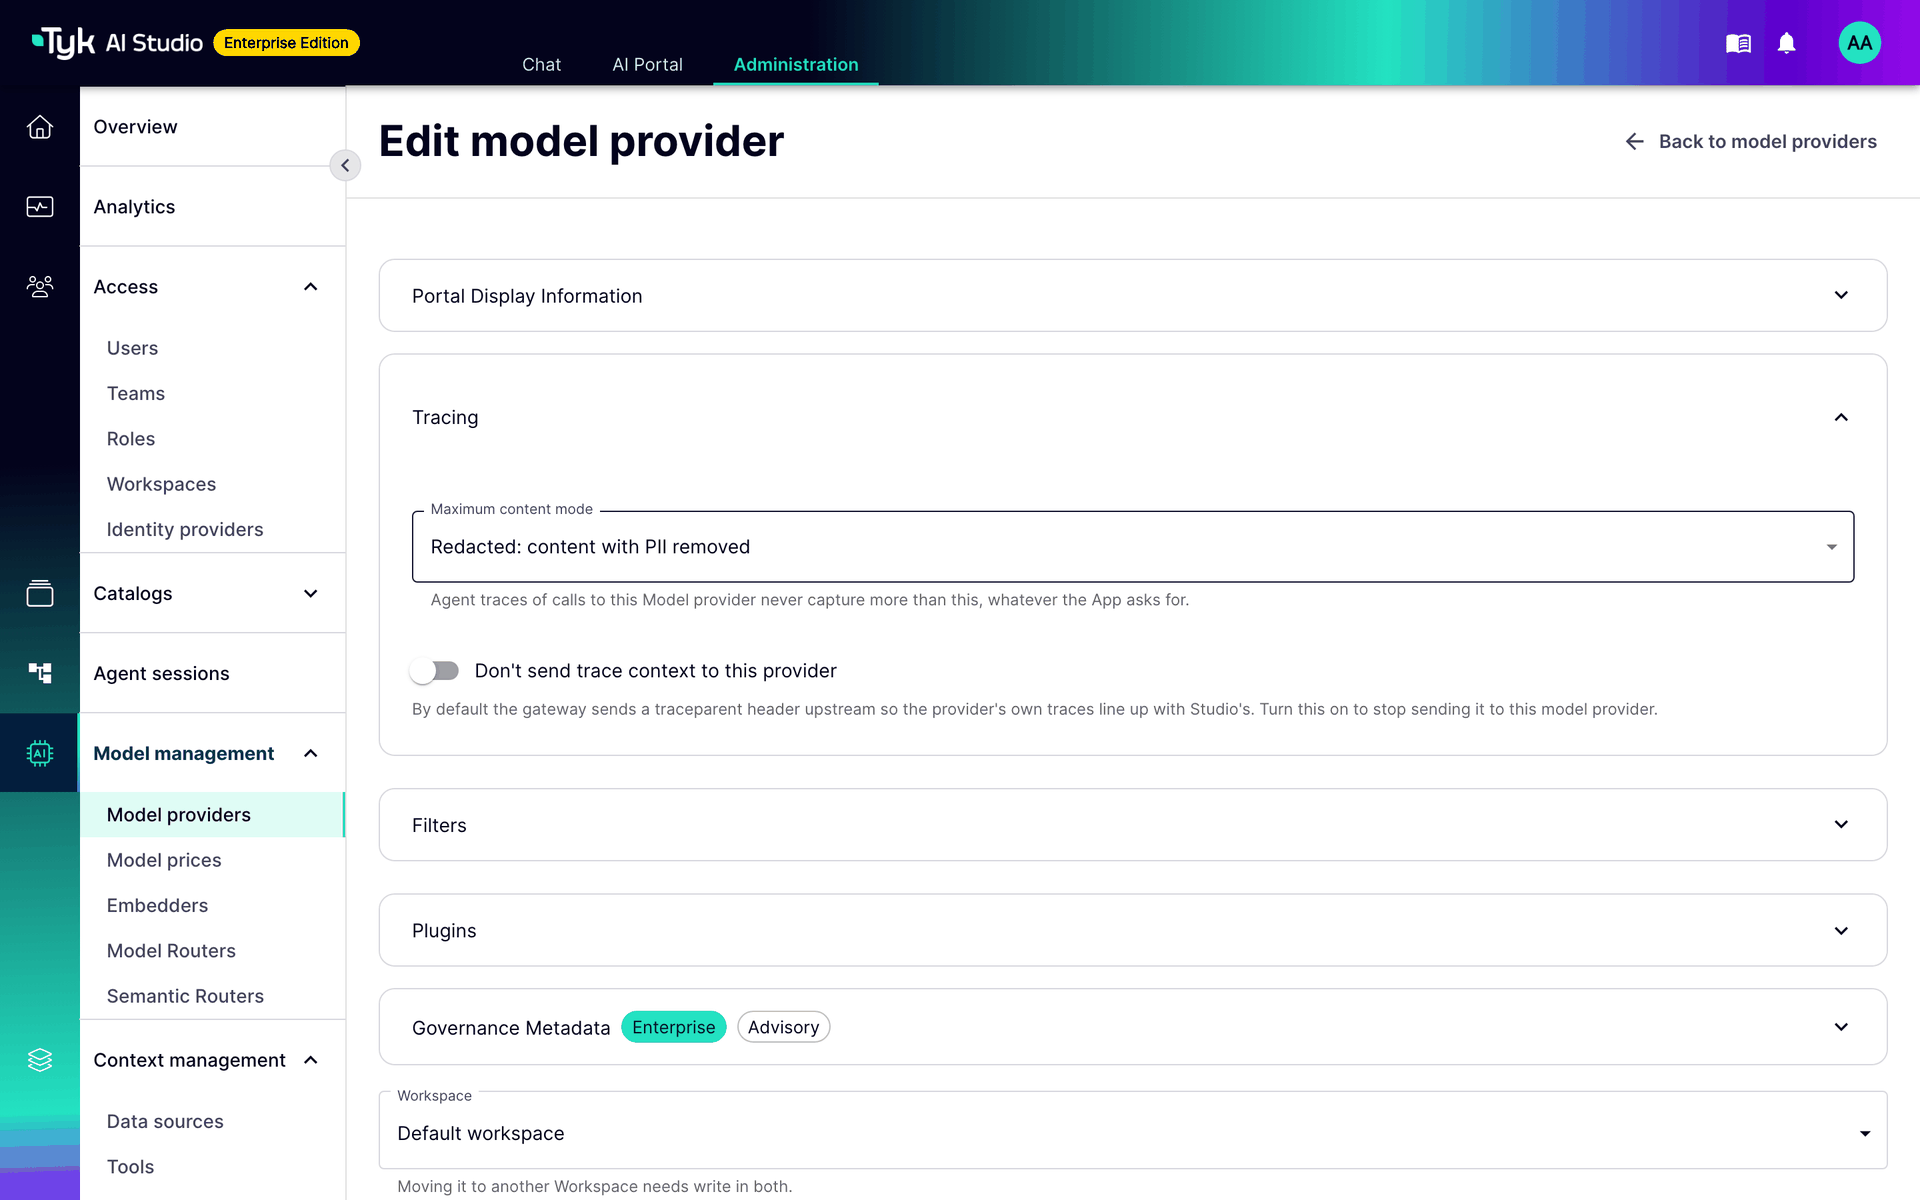 Tyk AI Studio Enterprise Edition
Chat
AI Portal
Administration
AA
Overview
Analytics
Access
Users
Teams
Roles
Workspaces
Identity providers
Catalogs
Agent sessions
AI
Model management
Model providers
Model prices
Embedders
Model Routers
Semantic Routers
Context management
Data sources
Tools
Edit model provider
Back to model providers
Portal Display Information
Tracing
Maximum content mode
Redacted: content with PII removed
Agent traces of calls to this Model provider never capture more than this, whatever the App asks for.
Don't send trace context to this provider
By default the gateway sends a traceparent header upstream so the provider's own traces line up with Studio's. Turn this on to stop sending it to this model provider.
Filters
Plugins
Governance Metadata Enterprise Advisory
Workspace
Default workspace
Moving it to another Workspace needs write in both.